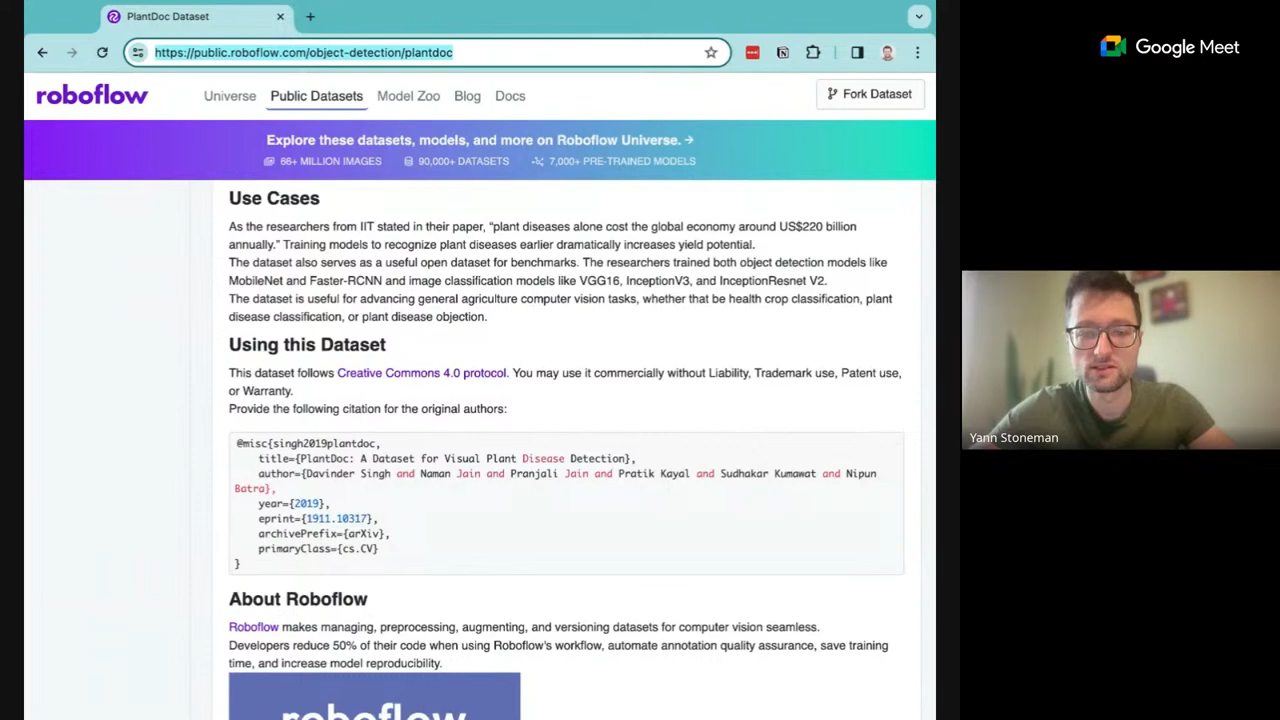 PlantDoc Dataset
https://public.roboflow.com/object-detection/plantdoc
Google Meet
roboflow
Universe
Public Datasets
Model Zoo
Blog
Docs
Fork Dataset
Explore these datasets, models, and more on Roboflow Universe. →
66+ MILLION IMAGES
90,000+ DATASETS
7,000+ PRE-TRAINED MODELS
Use Cases
As the researchers from IIT stated in their paper, “plant diseases alone cost the global economy around US$220 billion
annually.” Training models to recognize plant diseases earlier dramatically increases yield potential.
The dataset also serves as a useful open dataset for benchmarks. The researchers trained both object detection models like
MobileNet and Faster-RCNN and image classification models like VGG16, InceptionV3, and InceptionResnet V2.
The dataset is useful for advancing general agriculture computer vision tasks, whether that be health crop classification, plant
disease classification, or plant disease objection.
Using this Dataset
This dataset follows Creative Commons 4.0 protocol. You may use it commercially without Liability, Trademark use, Patent use,
or Warranty.
Provide the following citation for the original authors:
@misc{singh2019plantdoc,
title={PlantDoc: A Dataset for Visual Plant Disease Detection},
author={Davinder Singh and Naman Jain and Pranjali Jain and Pratik Kayal and Sudhakar Kumawat and Nipun
Batra},
year={2019},
eprint={1911.10317},
archivePrefix={arXiv},
primaryClass={cs.CV}
}
About Roboflow
Roboflow makes managing, preprocessing, augmenting, and versioning datasets for computer vision seamless.
Developers reduce 50% of their code when using Roboflow's workflow, automate annotation quality assurance, save training
time, and increase model reproducibility.
roboflow
Yann Stoneman